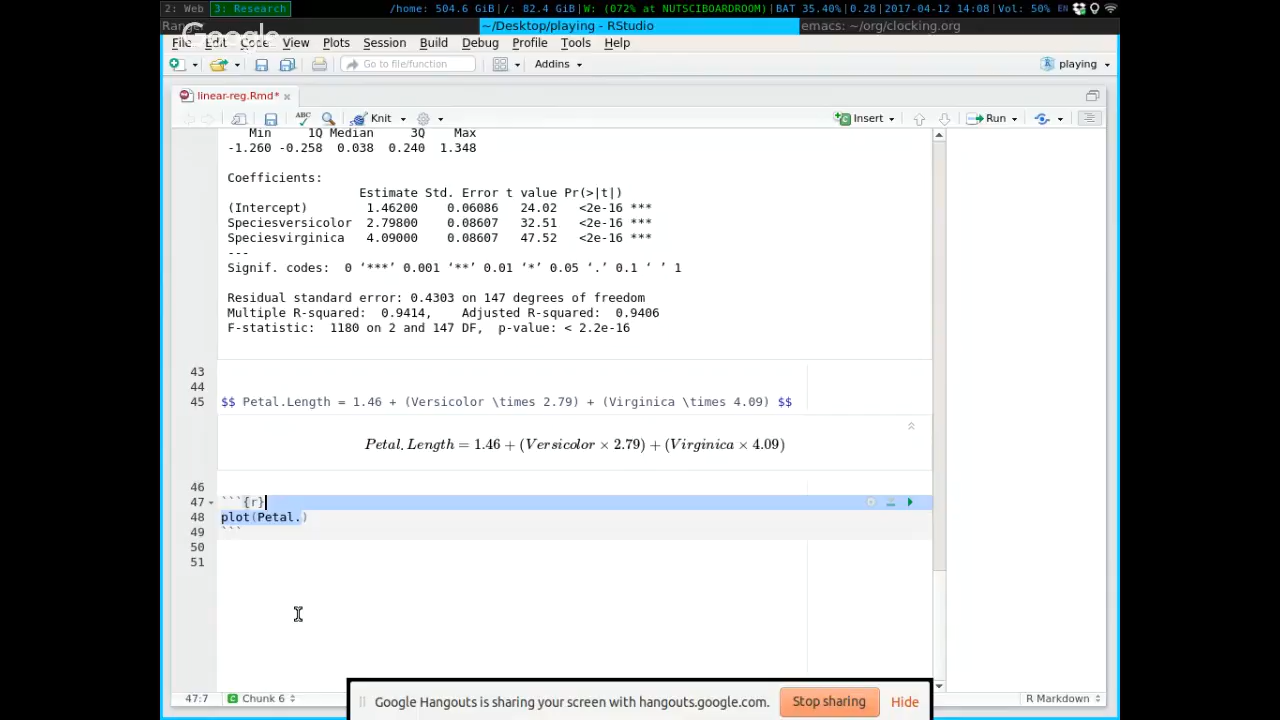 2: Web 3: Research /home: 504.6 GiB|/: 82.4 GiB|W: (072% at NUTSCIBOARDROOM)|BAT 35.40%|0.28|2017-04-12 14:08|Vol: 50% EN
~/Desktop/playing - RStudio emacs: ~/org/clocking.org
Google
File Edit Code View Plots Session Build Debug Profile Tools Help
Go to file/function Addins playing
linear-reg.Rmd*
ABC Knit Insert Run
Min 1Q Median 3Q Max
-1.260 -0.258 0.038 0.240 1.348
Coefficients:
Estimate Std. Error t value Pr(>|t|)
(Intercept) 1.46200 0.06086 24.02 <2e-16 ***
Speciesversicolor 2.79800 0.08607 32.51 <2e-16 ***
Speciesvirginica 4.09000 0.08607 47.52 <2e-16 ***
---
Signif. codes: 0 ‘***’ 0.001 ‘**’ 0.01 ‘*’ 0.05 ‘.’ 0.1 ‘ ’ 1
Residual standard error: 0.4303 on 147 degrees of freedom
Multiple R-squared: 0.9414, Adjusted R-squared: 0.9406
F-statistic: 1180 on 2 and 147 DF, p-value: < 2.2e-16
43
44
45 $$ Petal.Length = 1.46 + (Versicolor \times 2.79) + (Virginica \times 4.09) $$
Petal.Length = 1.46 + (Versicolor × 2.79) + (Virginica × 4.09)
46
47 ```{r}
48 plot(Petal.)
49 ```
50
51
47:7 Chunk 6 R Markdown
Google Hangouts is sharing your screen with hangouts.google.com. Stop sharing Hide